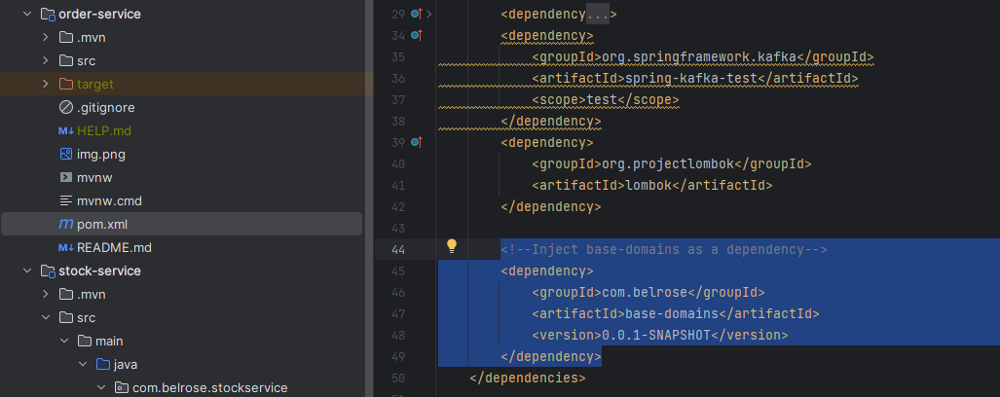 order-service
.mvn
src
target
.gitignore
M↓ HELP.md
img.png
mvnw
mvnw.cmd
m pom.xml
M↓ README.md
stock-service
.mvn
src
main
java
com.belrose.stockservice
29 <dependency...>
34 <dependency>
35 <groupId>org.springframework.kafka</groupId>
36 <artifactId>spring-kafka-test</artifactId>
37 <scope>test</scope>
38 </dependency>
39 <dependency>
40 <groupId>org.projectlombok</groupId>
41 <artifactId>lombok</artifactId>
42 </dependency>
43
44 <!--Inject base-domains as a dependency-->
45 <dependency>
46 <groupId>com.belrose</groupId>
47 <artifactId>base-domains</artifactId>
48 <version>0.0.1-SNAPSHOT</version>
49 </dependency>
50 </dependencies>